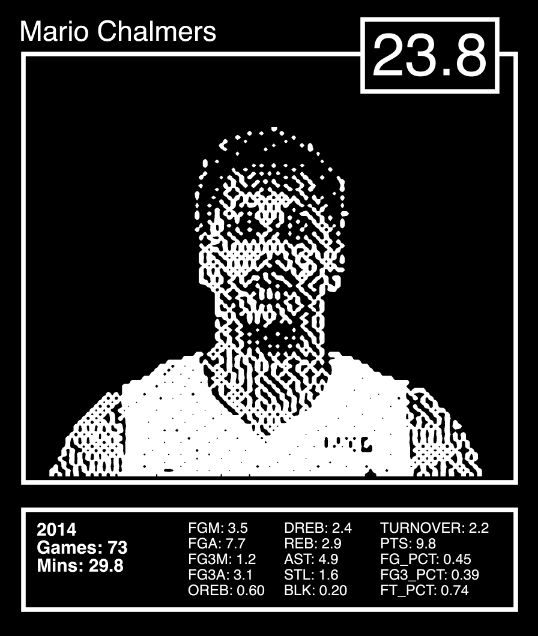 Mario Chalmers
23.8
2014
Games: 73
Mins: 29.8
FGM: 3.5
FGA: 7.7
FG3M: 1.2
FG3A: 3.1
OREB: 0.60
DREB: 2.4
REB: 2.9
AST: 4.9
STL: 1.6
BLK: 0.20
TURNOVER: 2.2
PTS: 9.8
FG_PCT: 0.45
FG3_PCT: 0.39
FT_PCT: 0.74